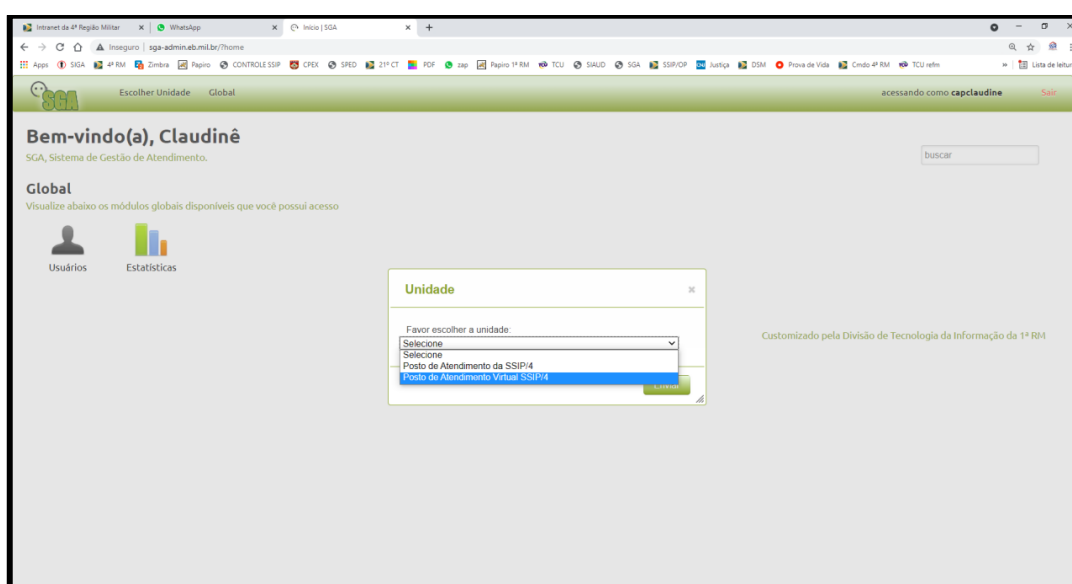 Intranet da 4ª Região Militar
WhatsApp
Início | SGA
Inseguro | sga-admin.eb.mil.br/?home
Apps SIGA 4ª RM Zimbra Papiro CONTROLE SSIP CPEX SPED 21º CT PDF zap Papiro 1ª RM TCU SIAUD SGA SSIP/OP Justiça DSM Prova de Vida Cmdo 4ª RM TCU refm » Lista de leitur
SGA
Escolher Unidade Global
acessando como capclaudine Sair
Bem-vindo(a), Claudinê
SGA, Sistema de Gestão de Atendimento.
buscar
Global
Visualize abaixo os módulos globais disponíveis que você possui acesso
Usuários Estatísticas
Unidade
Favor escolher a unidade:
Selecione
Selecione
Posto de Atendimento da SSIP/4
Posto de Atendimento Virtual SSIP/4
Customizado pela Divisão de Tecnologia da Informação da 1ª RM